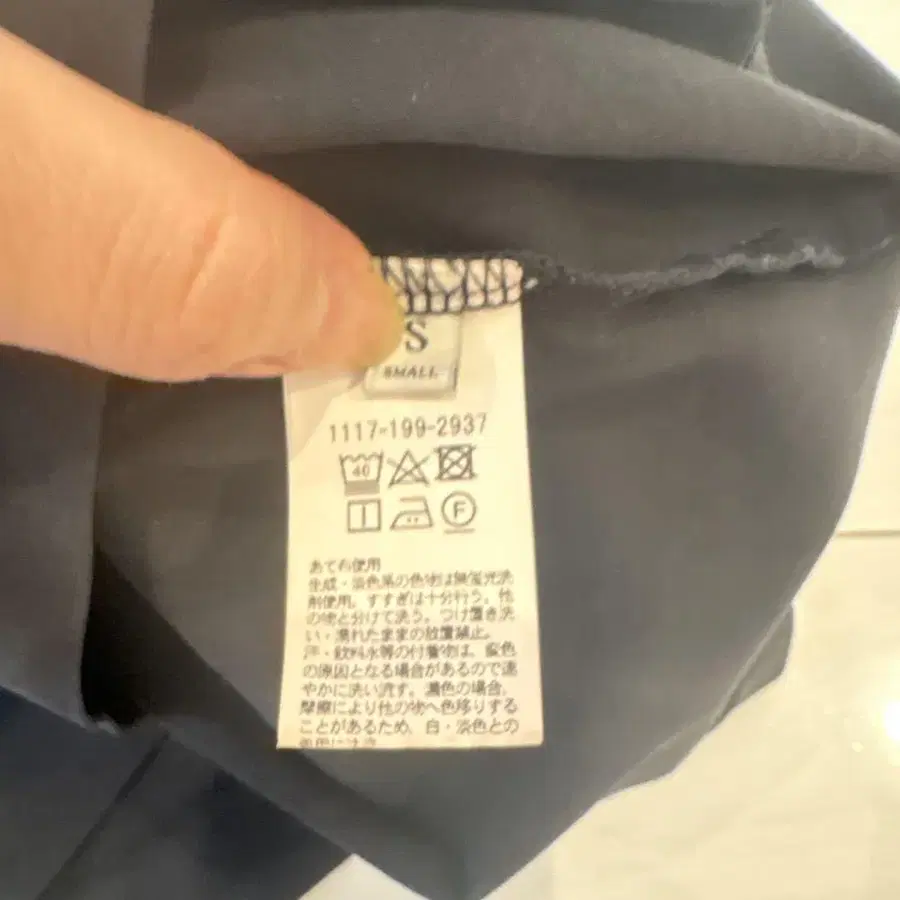 S
SMALL
1117-199-2937
40
F
あて布使用
生成・淡色系の色物は無蛍光洗
剤使用。すすぎは十分行う。他
の物と分けて洗う。つけ置き洗
い・濡れたままの放置禁止。
汗・飲料水等の付着物は、変色
の原因となる場合があるので速
やかに洗い流す。濃色の場合、
摩擦により他の物へ色移りする
ことがあるため、白・淡色との